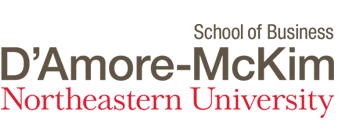 School of Business
D'Amore-McKim
Northeastern University